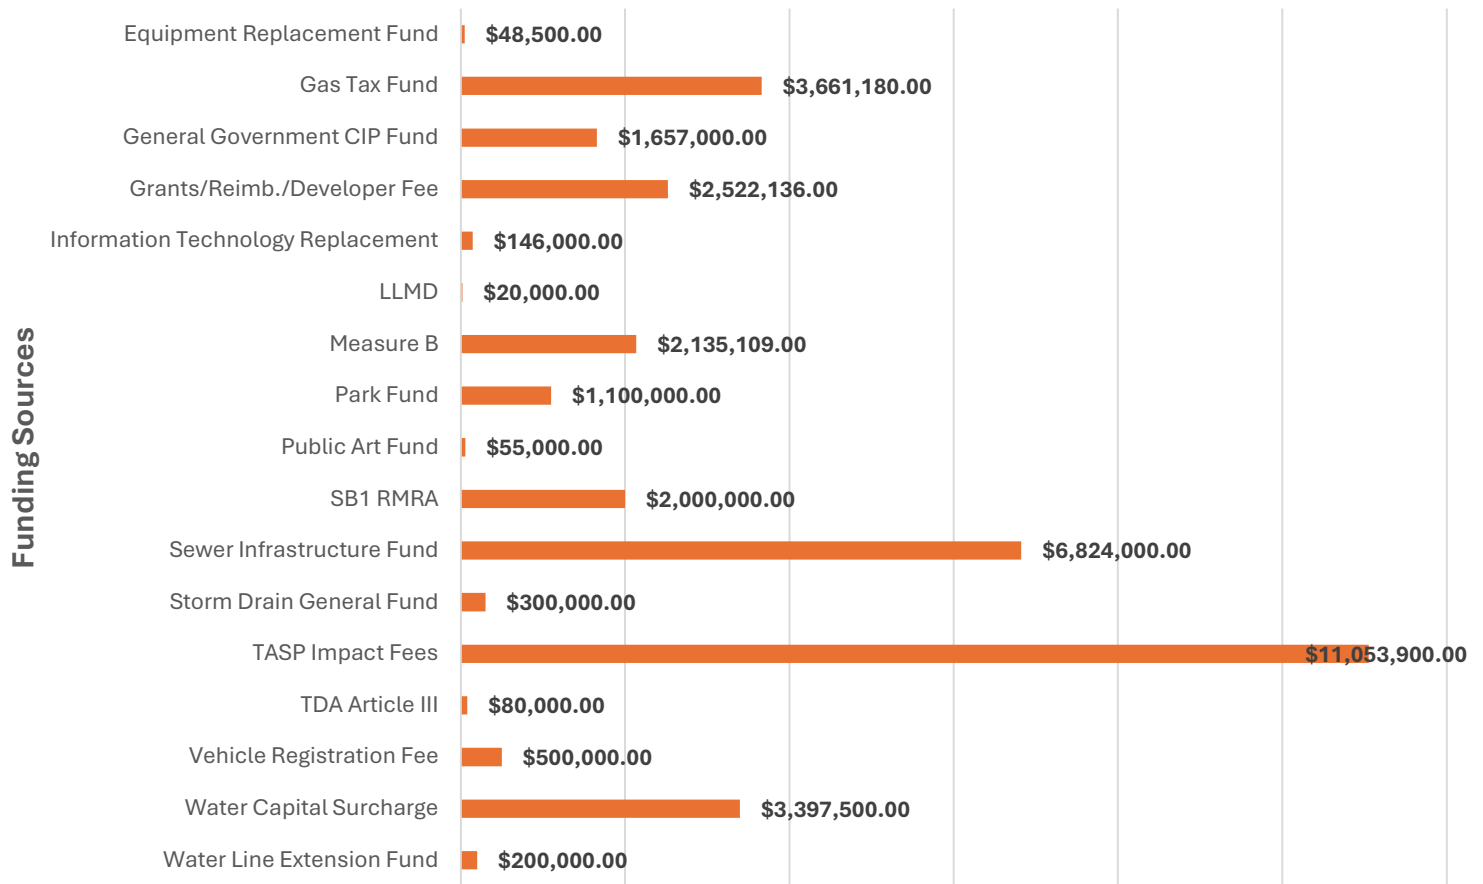 Funding Sources
Equipment Replacement Fund $48,500.00
Gas Tax Fund $3,661,180.00
General Government CIP Fund $1,657,000.00
Grants/Reimb./Developer Fee $2,522,136.00
Information Technology Replacement $146,000.00
LLMD $20,000.00
Measure B $2,135,109.00
Park Fund $1,100,000.00
Public Art Fund $55,000.00
SB1 RMRA $2,000,000.00
Sewer Infrastructure Fund $6,824,000.00
Storm Drain General Fund $300,000.00
TASP Impact Fees $11,053,900.00
TDA Article III $80,000.00
Vehicle Registration Fee $500,000.00
Water Capital Surcharge $3,397,500.00
Water Line Extension Fund $200,000.00